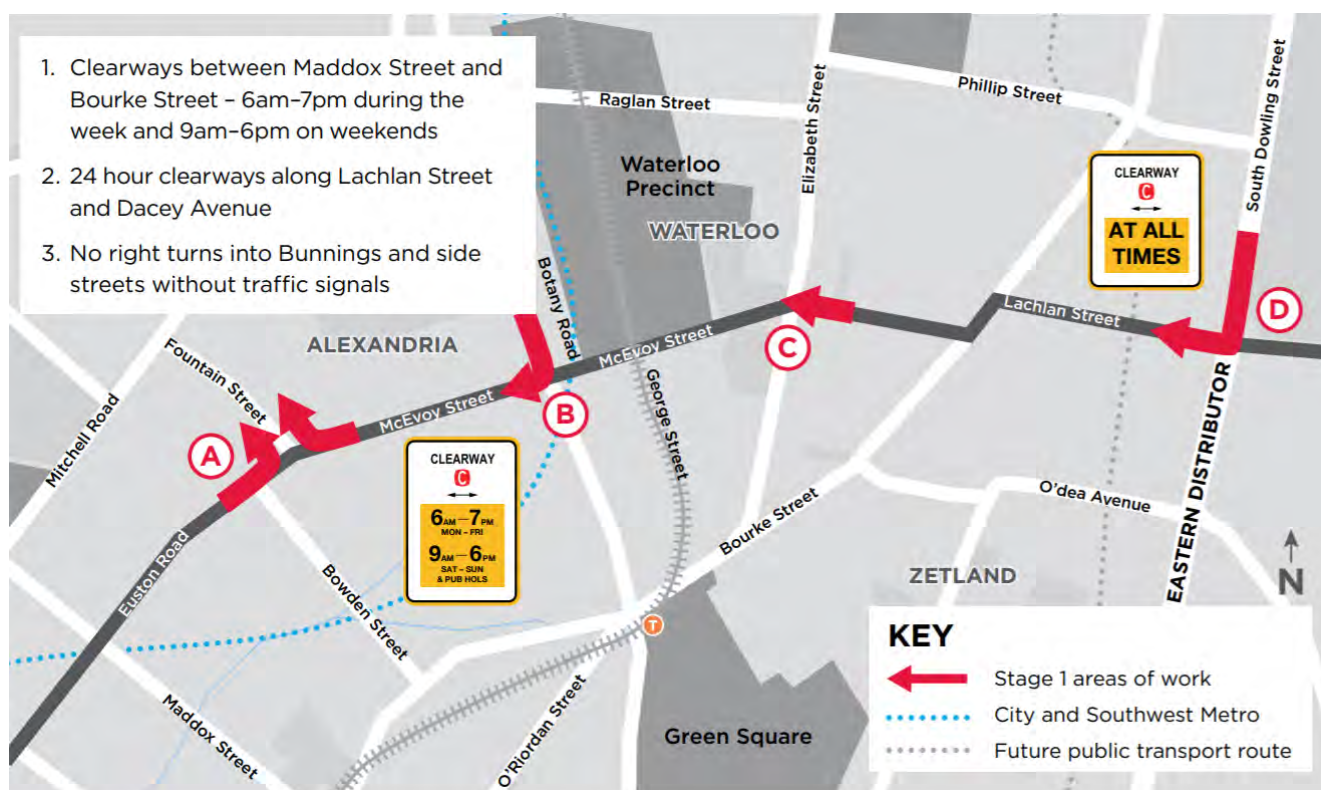 1. Clearways between Maddox Street and
Bourke Street – 6am–7pm during the
week and 9am–6pm on weekends
2. 24 hour clearways along Lachlan Street
and Dacey Avenue
3. No right turns into Bunnings and side
streets without traffic signals
Raglan Street
Phillip Street
Elizabeth Street
South Dowling Street
Waterloo
Precinct
WATERLOO
CLEARWAY
C
AT ALL
TIMES
Botany Road
Lachlan Street
D
ALEXANDRIA
McEvoy Street
C
Fountain Street
McEvoy Street
B
George Street
Mitchell Road
A
CLEARWAY
C
6AM–7PM
MON – FRI
9AM–6PM
SAT – SUN
& PUB HOLS
EASTERN DISTRIBUTOR
O'dea Avenue
Bourke Street
ZETLAND
N
Euston Road
Bowden Street
T
Maddox Street
O'Riordan Street
Green Square
KEY
Stage 1 areas of work
City and Southwest Metro
Future public transport route